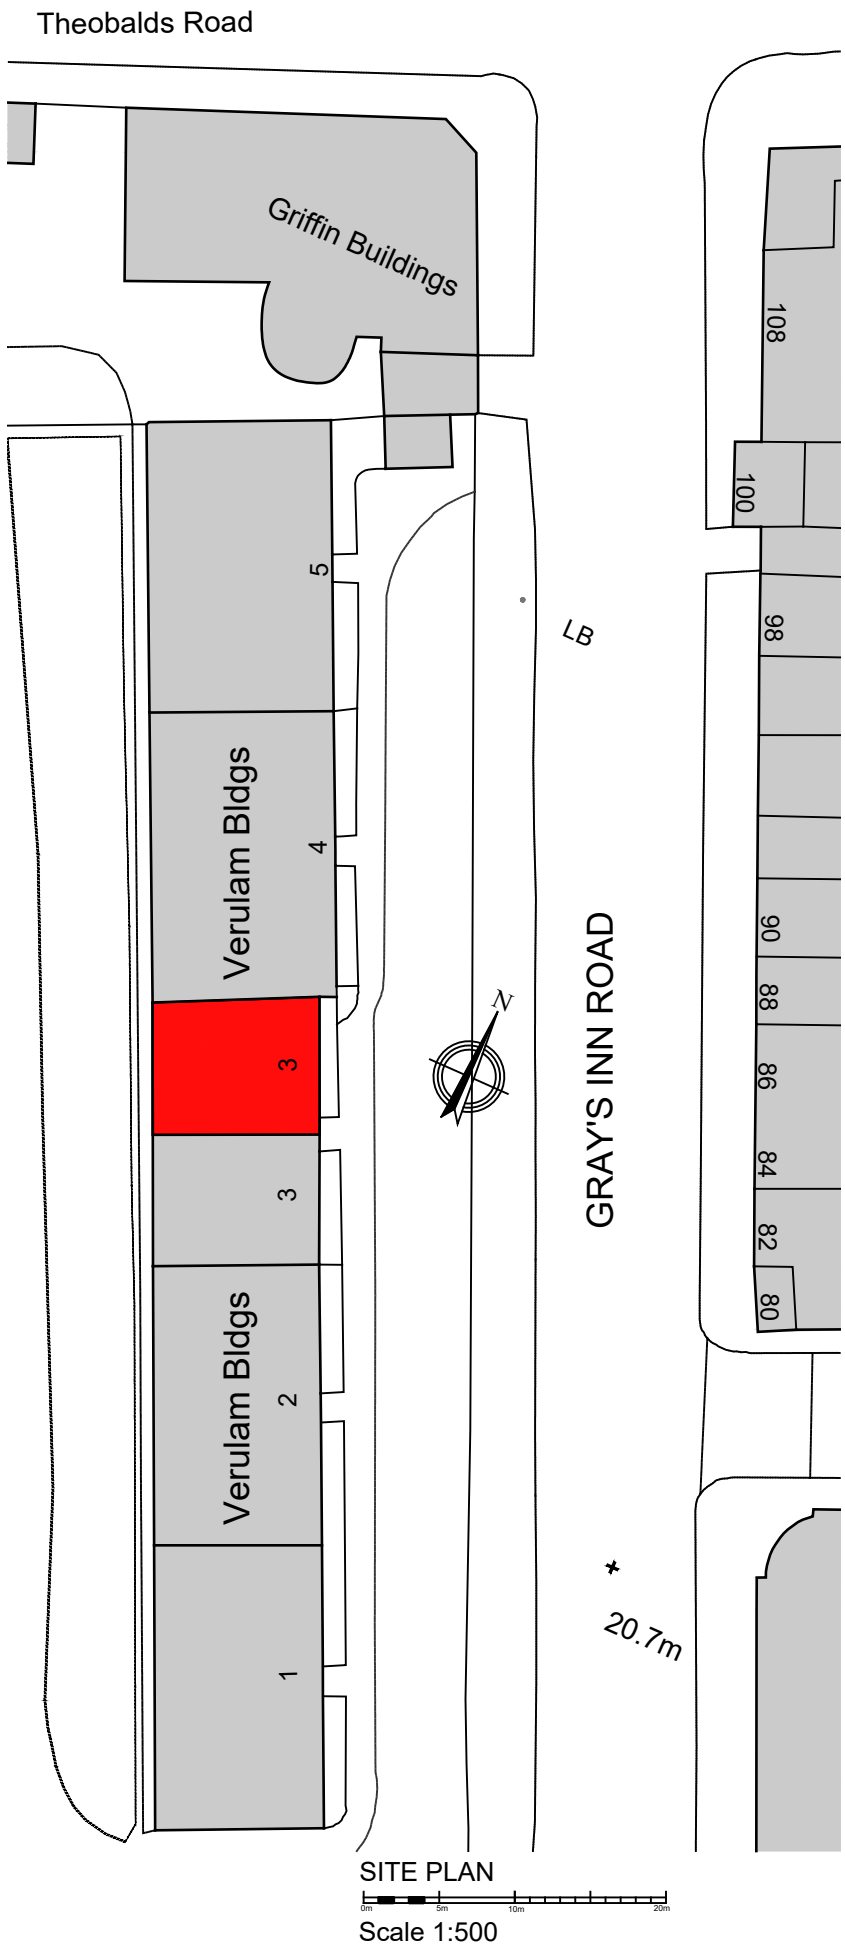 Theobalds Road
Griffin Buildings
108
100
5
98
LB
Verulam Bldgs
4
90
88
N
3
86
GRAY'S INN ROAD
84
3
82
80
Verulam Bldgs
2
20.7m
1
SITE PLAN
0m 5m 10m 20m
Scale 1:500